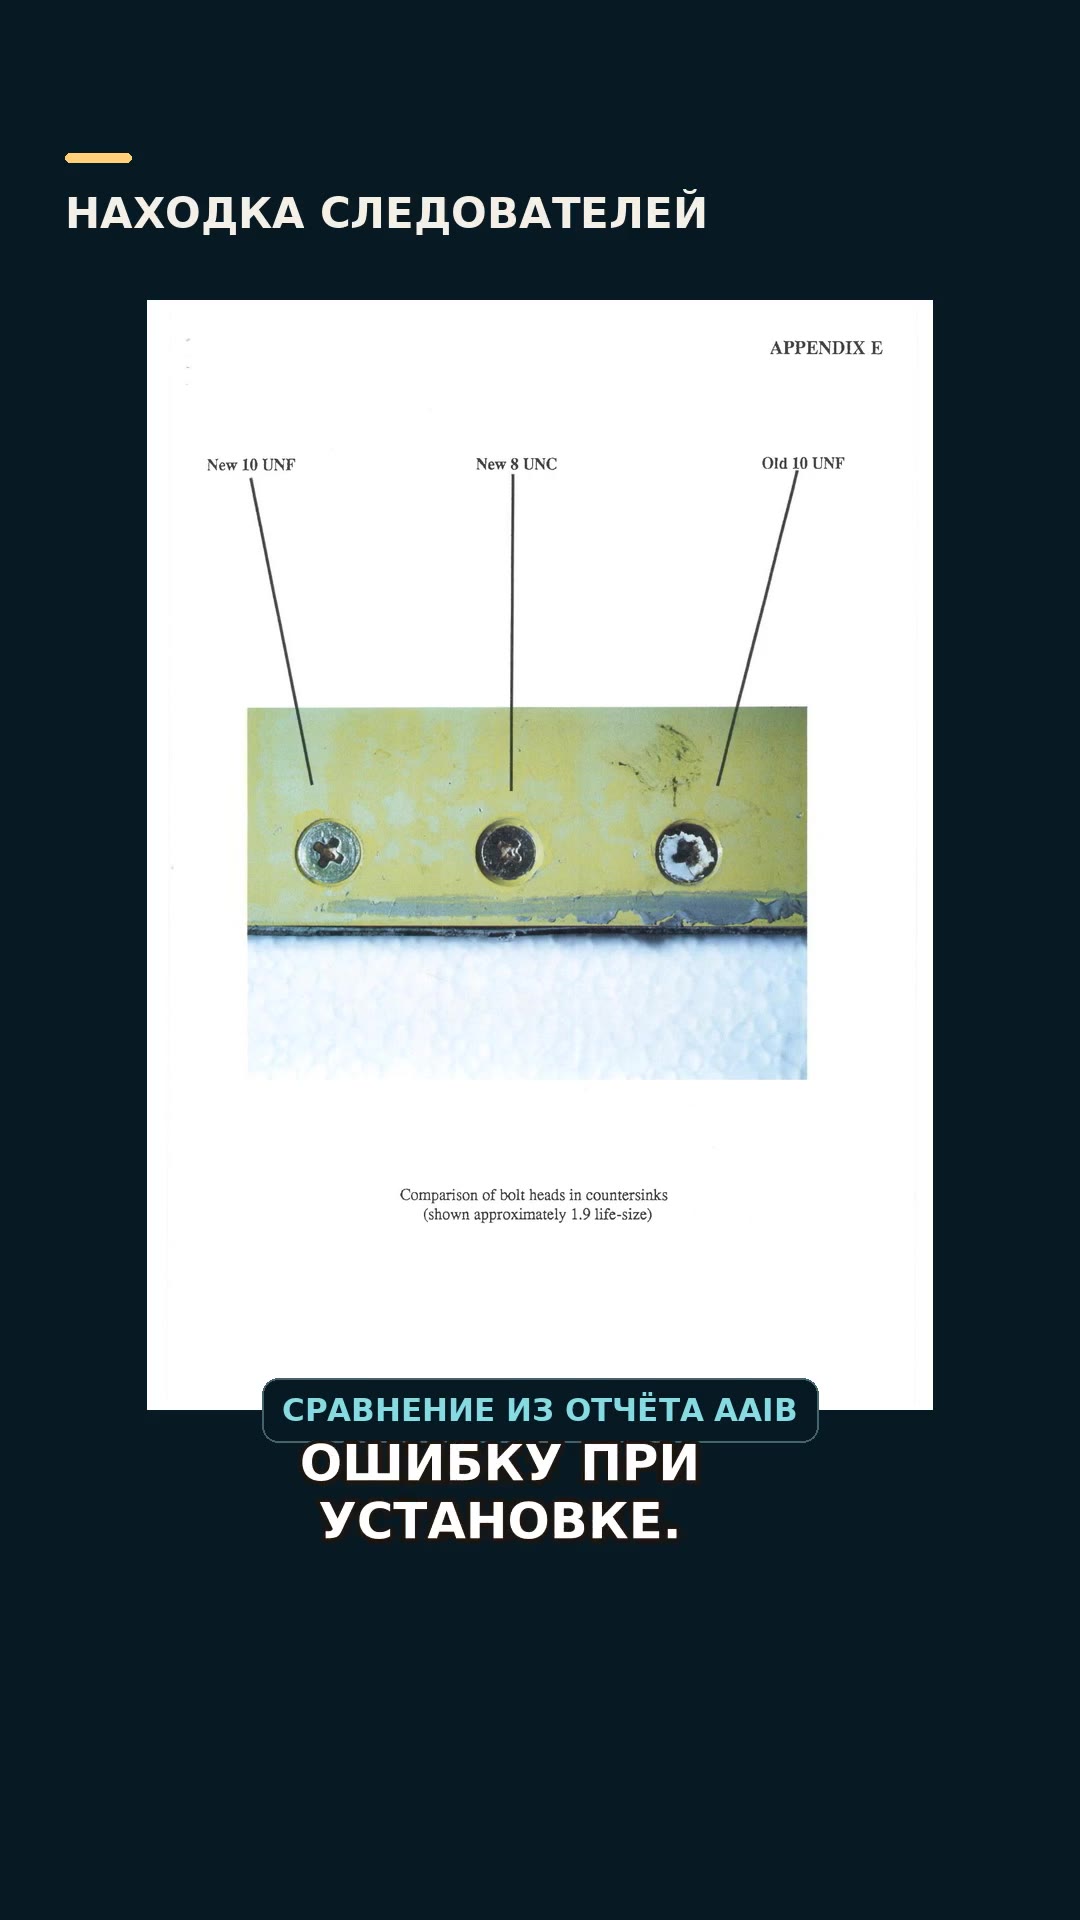 НАХОДКА СЛЕДОВАТЕЛЕЙ
APPENDIX E
New 10 UNF
New 8 UNC
Old 10 UNF
Comparison of bolt heads in countersinks
(shown approximately 1.9 life-size)
СРАВНЕНИЕ ИЗ ОТЧЁТА AAIB
ОШИБКУ ПРИ
УСТАНОВКЕ.